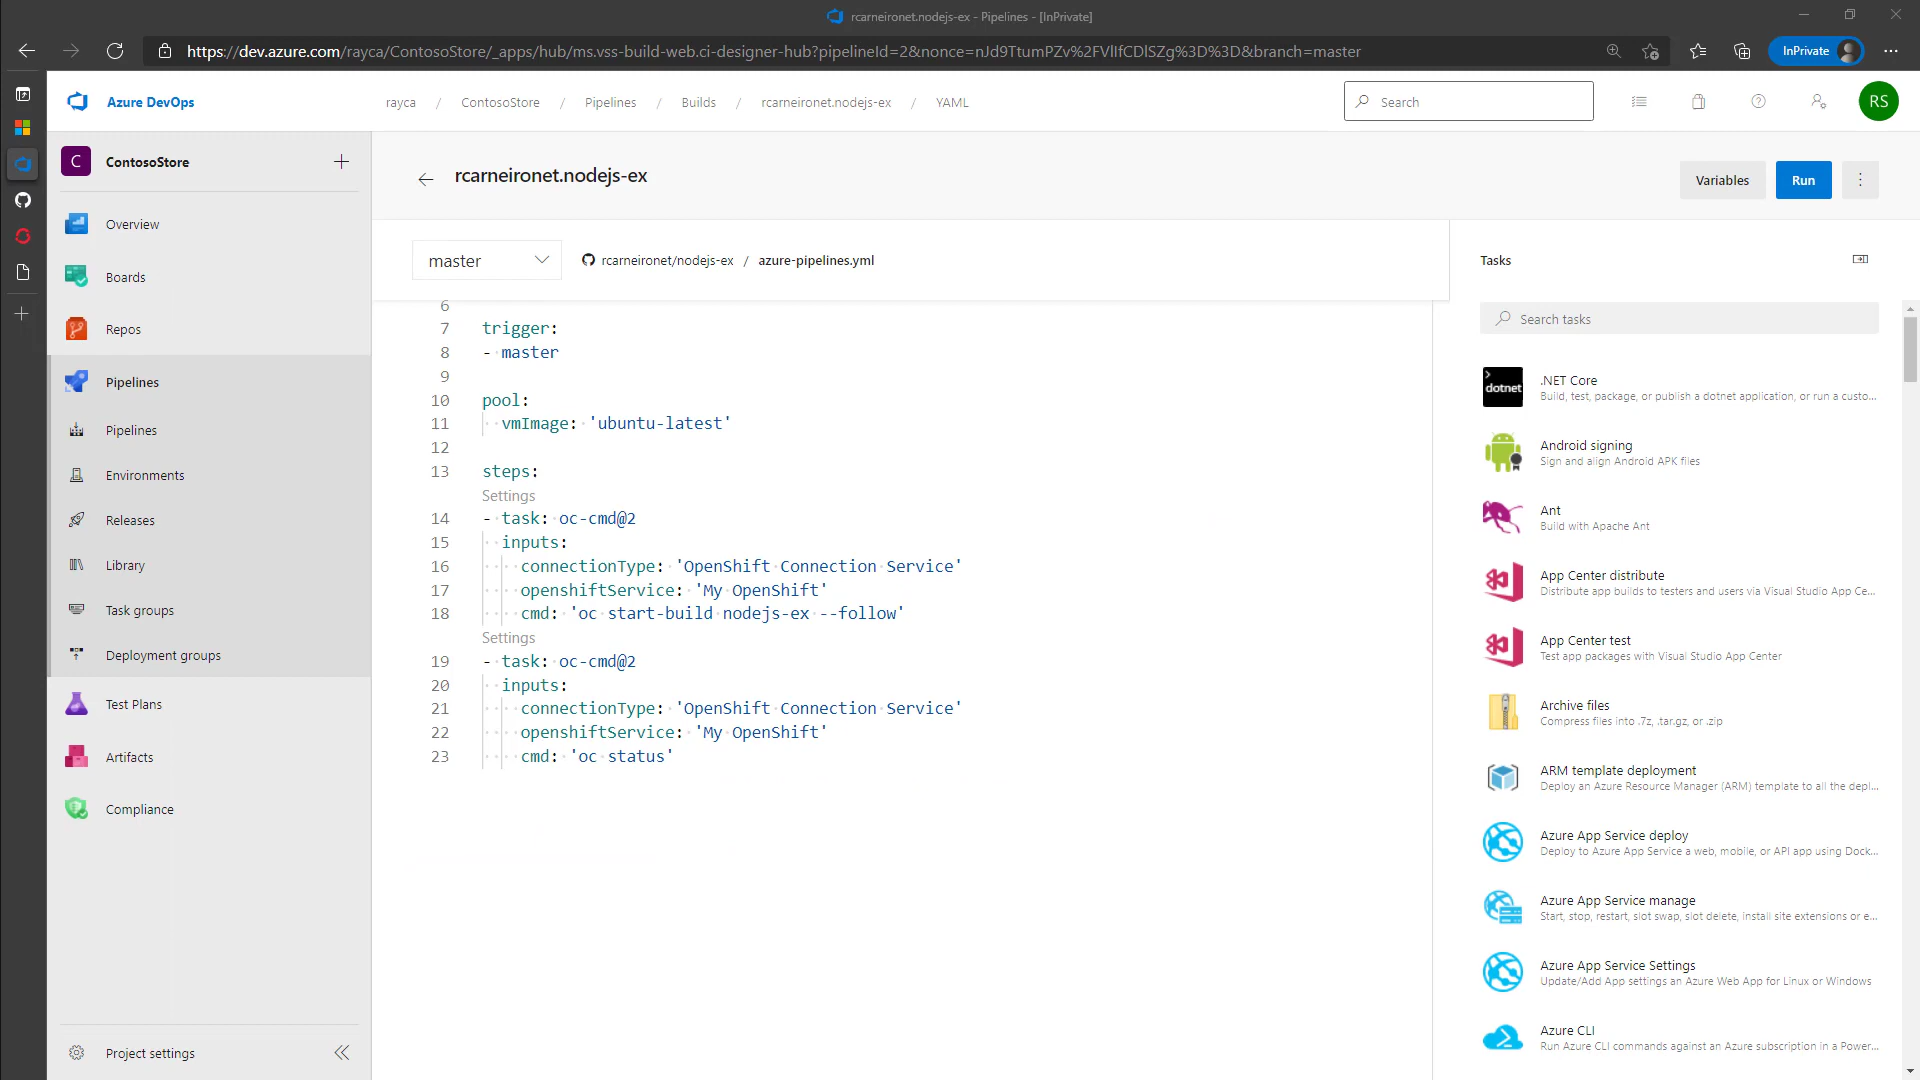 rcarneironet.nodejs-ex - Pipelines - [InPrivate]
https://dev.azure.com/rayca/ContosoStore/_apps/hub/ms.vss-build-web.ci-designer-hub?pipelineId=2&nonce=nJd9TtumPZv%2FVlIfCDlSZg%3D%3D&branch=master
InPrivate
Azure DevOps
rayca / ContosoStore / Pipelines / Builds / rcarneironet.nodejs-ex / YAML
Search
RS
C ContosoStore
Overview
Boards
Repos
Pipelines
Pipelines
Environments
Releases
Library
Task groups
Deployment groups
Test Plans
Artifacts
Compliance
Project settings
rcarneironet.nodejs-ex
Variables
Run
master
rcarneironet/nodejs-ex / azure-pipelines.yml
6
7 trigger:
8 - master
9
10 pool:
11 vmImage: 'ubuntu-latest'
12
13 steps:
Settings
14 - task: oc-cmd@2
15 inputs:
16 connectionType: 'OpenShift Connection Service'
17 openshiftService: 'My OpenShift'
18 cmd: 'oc start-build nodejs-ex --follow'
Settings
19 - task: oc-cmd@2
20 inputs:
21 connectionType: 'OpenShift Connection Service'
22 openshiftService: 'My OpenShift'
23 cmd: 'oc status'
Tasks
Search tasks
dotnet
.NET Core
Build, test, package, or publish a dotnet application, or run a custo...
Android signing
Sign and align Android APK files
Ant
Build with Apache Ant
App Center distribute
Distribute app builds to testers and users via Visual Studio App Ce...
App Center test
Test app packages with Visual Studio App Center
Archive files
Compress files into .7z, .tar.gz, or .zip
ARM template deployment
Deploy an Azure Resource Manager (ARM) template to all the depl...
Azure App Service deploy
Deploy to Azure App Service a web, mobile, or API app using Dock...
Azure App Service manage
Start, stop, restart, slot swap, slot delete, install site extensions or e...
Azure App Service Settings
Update/Add App settings an Azure Web App for Linux or Windows
Azure CLI
Run Azure CLI commands against an Azure subscription in a Power...